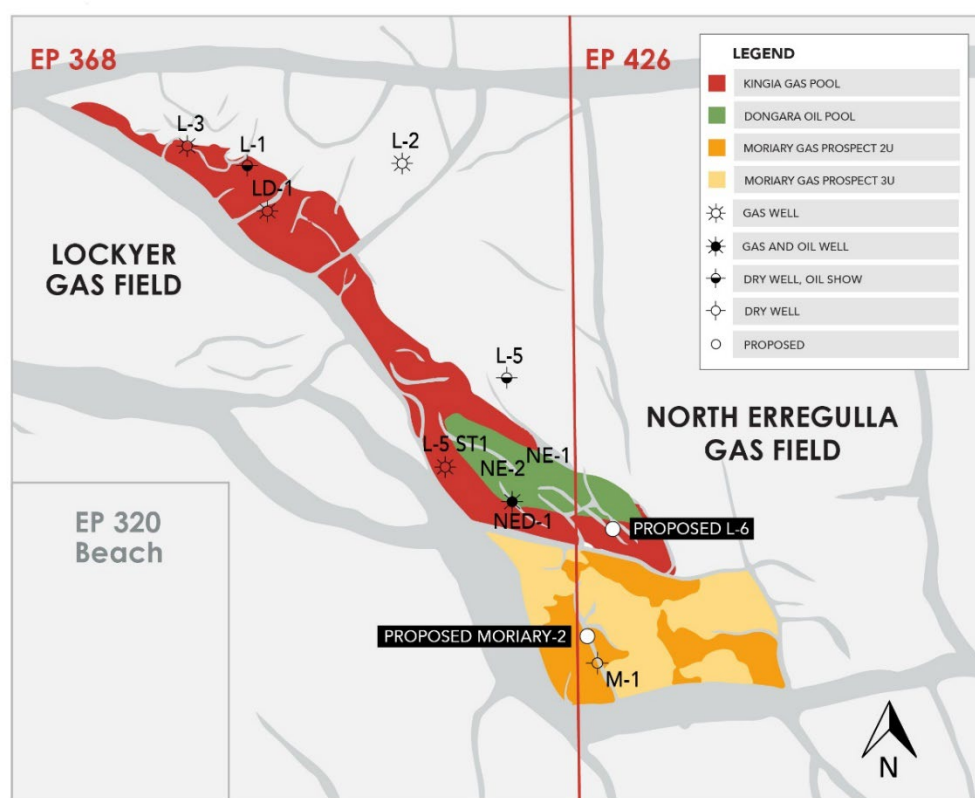 EP 368
EP 426
LEGEND
KINGIA GAS POOL
DONGARA OIL POOL
MORIARY GAS PROSPECT 2U
MORIARY GAS PROSPECT 3U
GAS WELL
GAS AND OIL WELL
DRY WELL, OIL SHOW
DRY WELL
PROPOSED
L-3
L-1
L-2
LD-1
LOCKYER
GAS FIELD
L-5
NORTH ERREGULLA
GAS FIELD
L-5 ST1
NE-1
NE-2
NED-1
PROPOSED L-6
EP 320
Beach
PROPOSED MORIARY-2
M-1
N